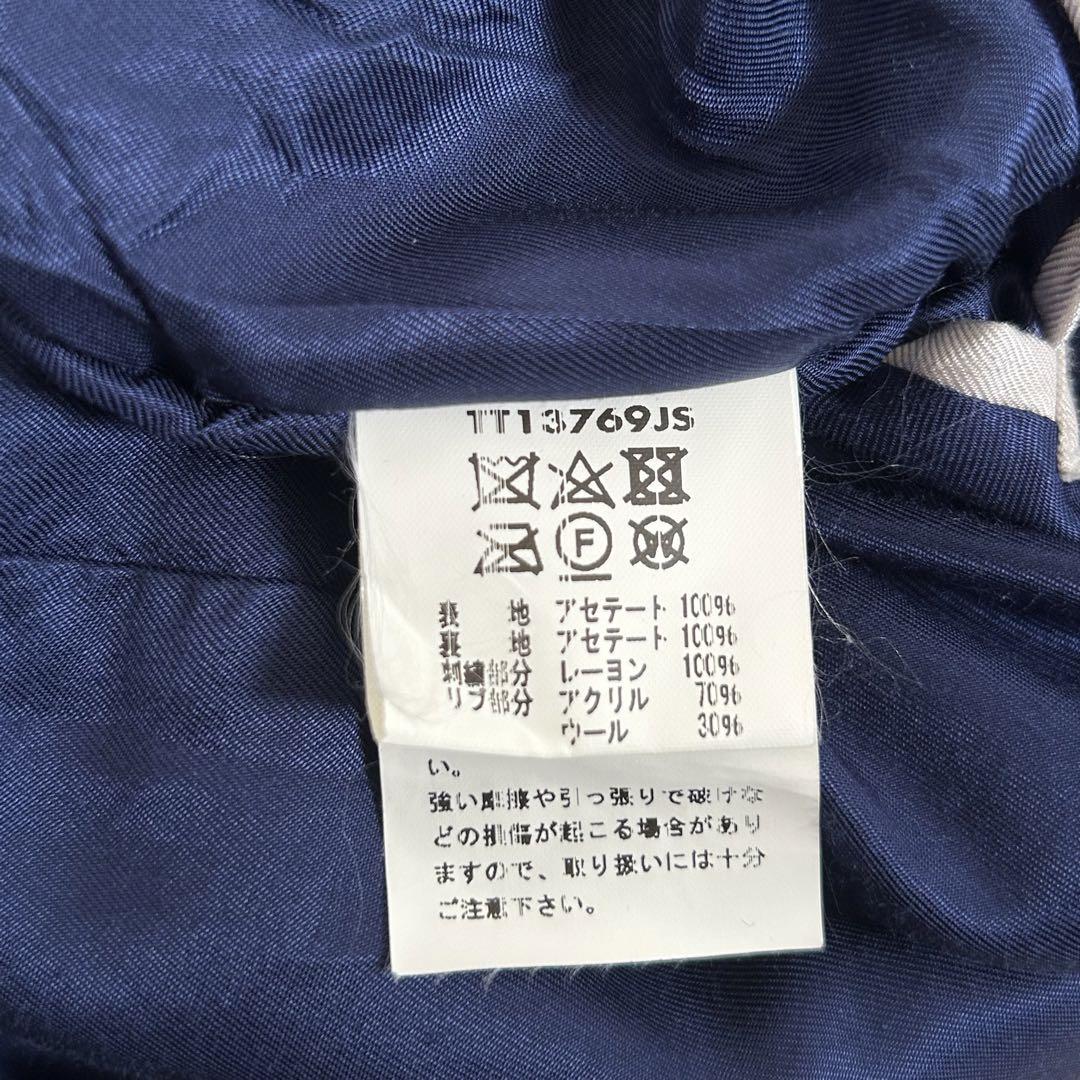 TT13769JS
F
表 地 アセテート 100%
裏 地 アセテート 100%
刺繍部分 レーヨン 100%
リブ部分 アクリル 70%
ウール 30%
い。
強い摩擦や引っ張りで破けな
どの損傷が起こる場合があり
ますので、取り扱いには十分
ご注意下さい。